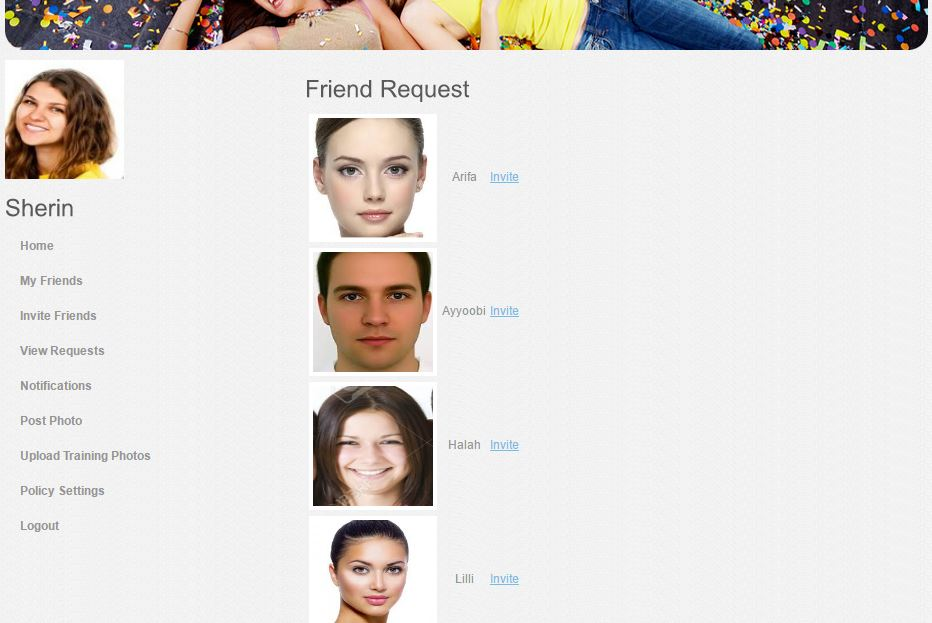 Sherin
Home
My Friends
Invite Friends
View Requests
Notifications
Post Photo
Upload Training Photos
Policy Settings
Logout
Friend Request
Arifa Invite
Ayyoobi Invite
Halah Invite
Lilli Invite